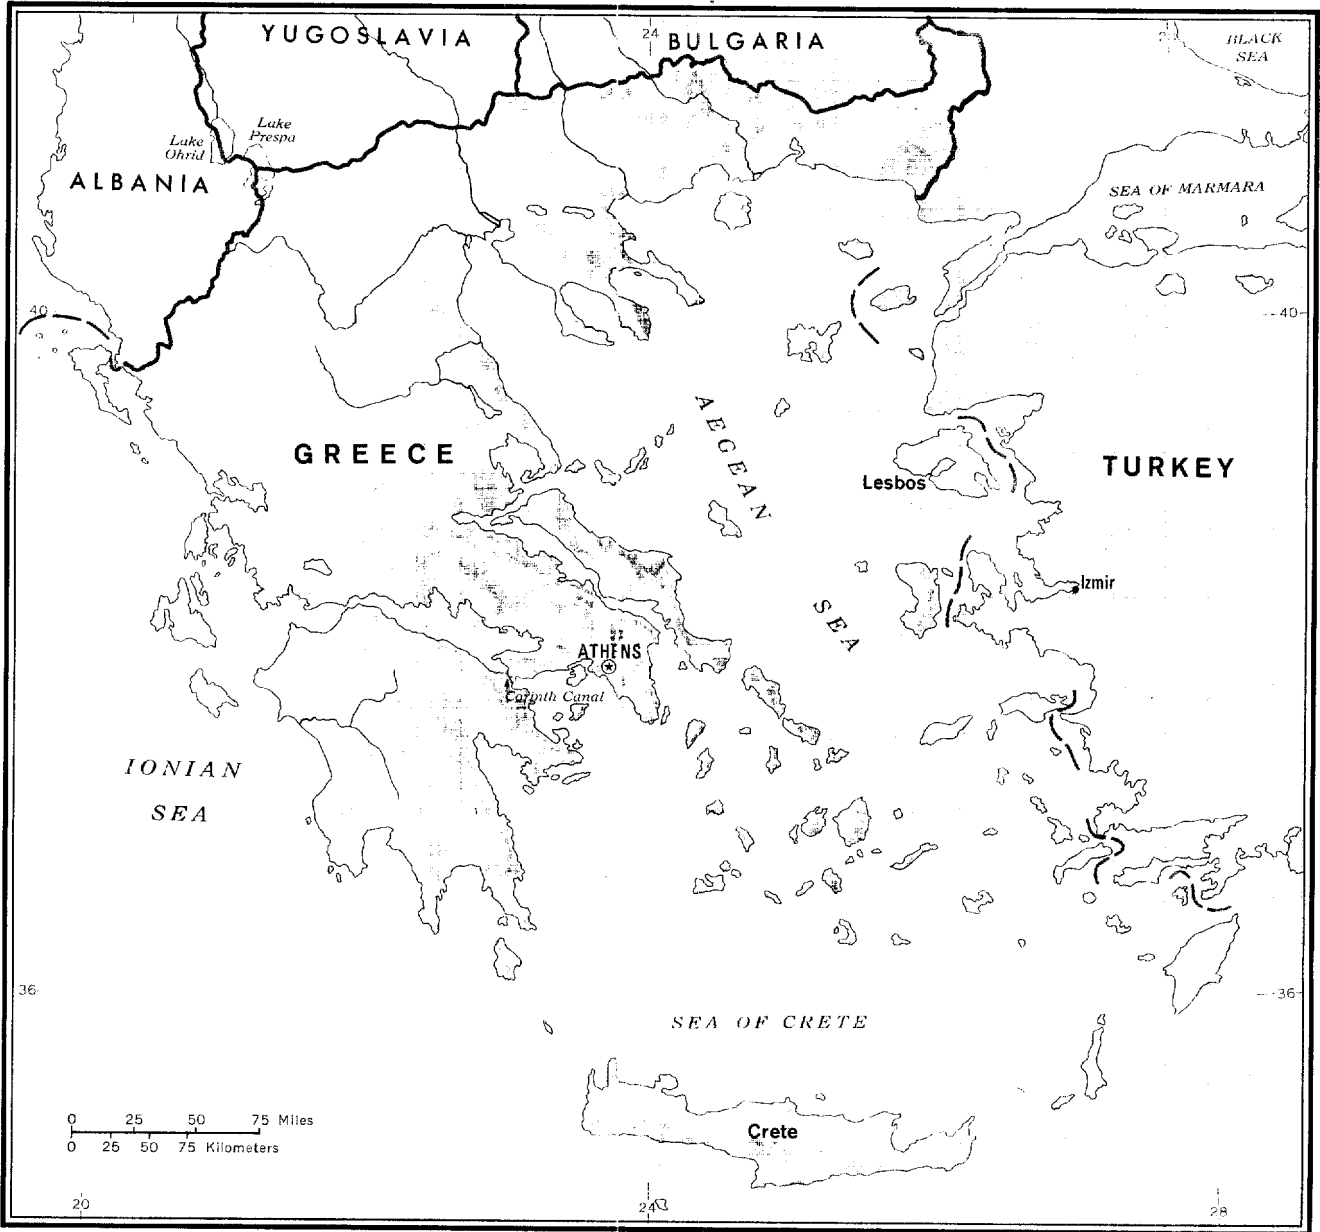 YUGOSLAVIA
24
BULGARIA
28
BLACK
SEA
Lake
Ohrid
Lake
Prespa
ALBANIA
SEA OF MARMARA
40
40
AEGEAN
SEA
GREECE
TURKEY
Lesbos
Izmir
ATHENS
Corinth Canal
IONIAN
SEA
36
36
SEA OF CRETE
0 25 50 75 Miles
0 25 50 75 Kilometers
Crete
20
24
28